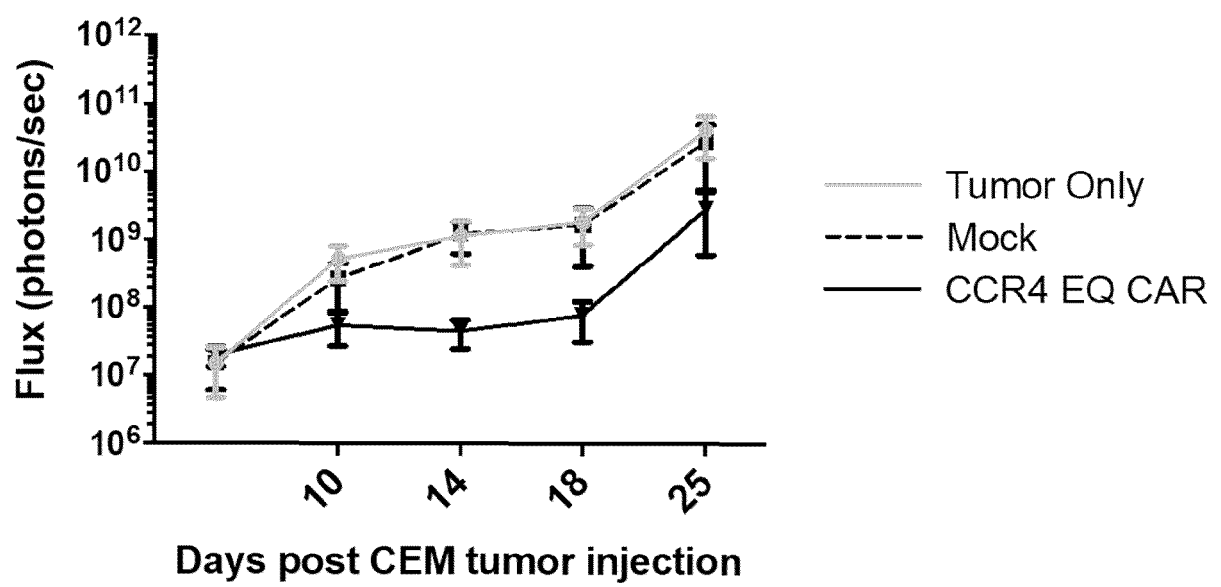 10¹²
10¹¹
10¹⁰
10⁹
10⁸
10⁷
10⁶
Flux (photons/sec)
10
14
18
25
Days post CEM tumor injection
Tumor Only
Mock
CCR4 EQ CAR